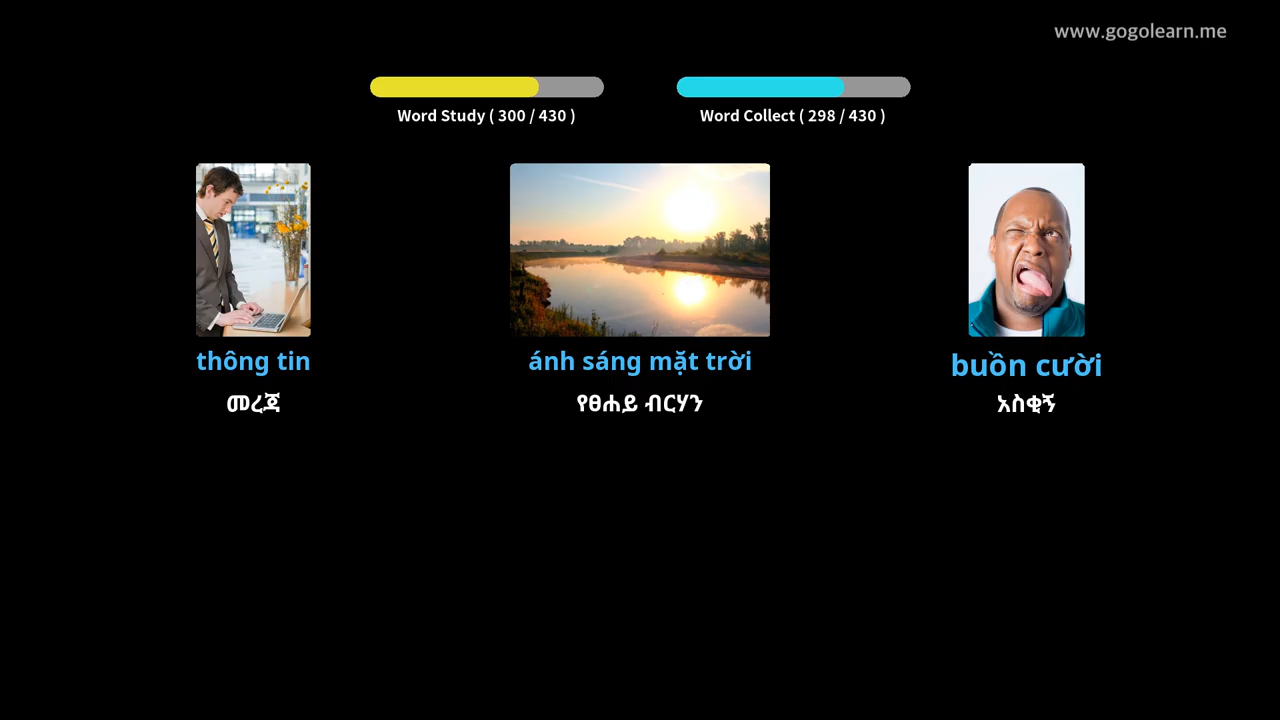 www.gogolearn.me
Word Study ( 300 / 430 )
Word Collect ( 298 / 430 )
thông tin
መረጃ
ánh sáng mặt trời
የፀሐይ ብርሃን
buồn cười
አስቂኝ